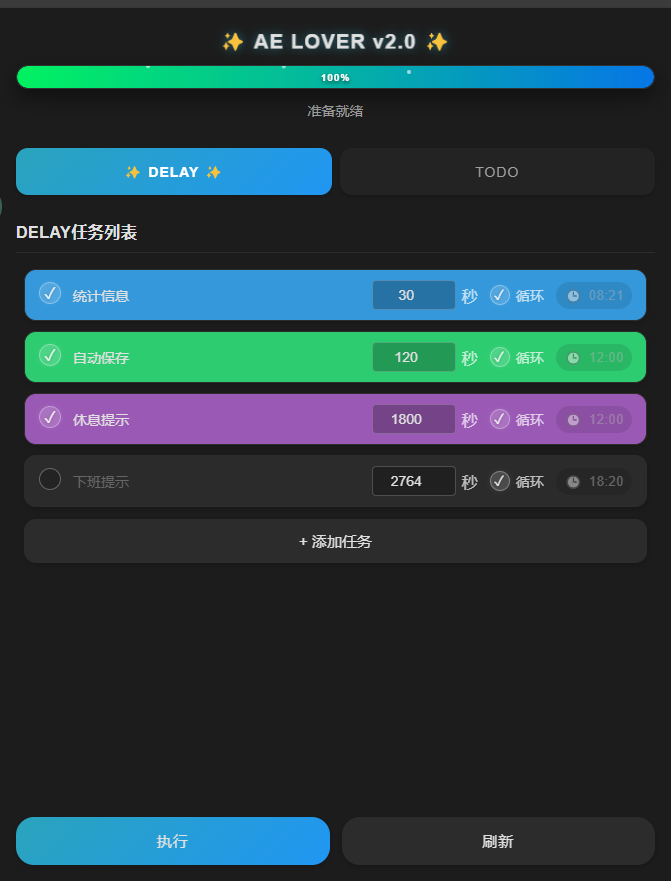 ✨ AE LOVER v2.0 ✨
100%
准备就绪
✨ DELAY ✨ TODO
DELAY任务列表
统计信息 30 秒 循环 08:21
自动保存 120 秒 循环 12:00
休息提示 1800 秒 循环 12:00
下班提示 2764 秒 循环 18:20
+ 添加任务
执行 刷新